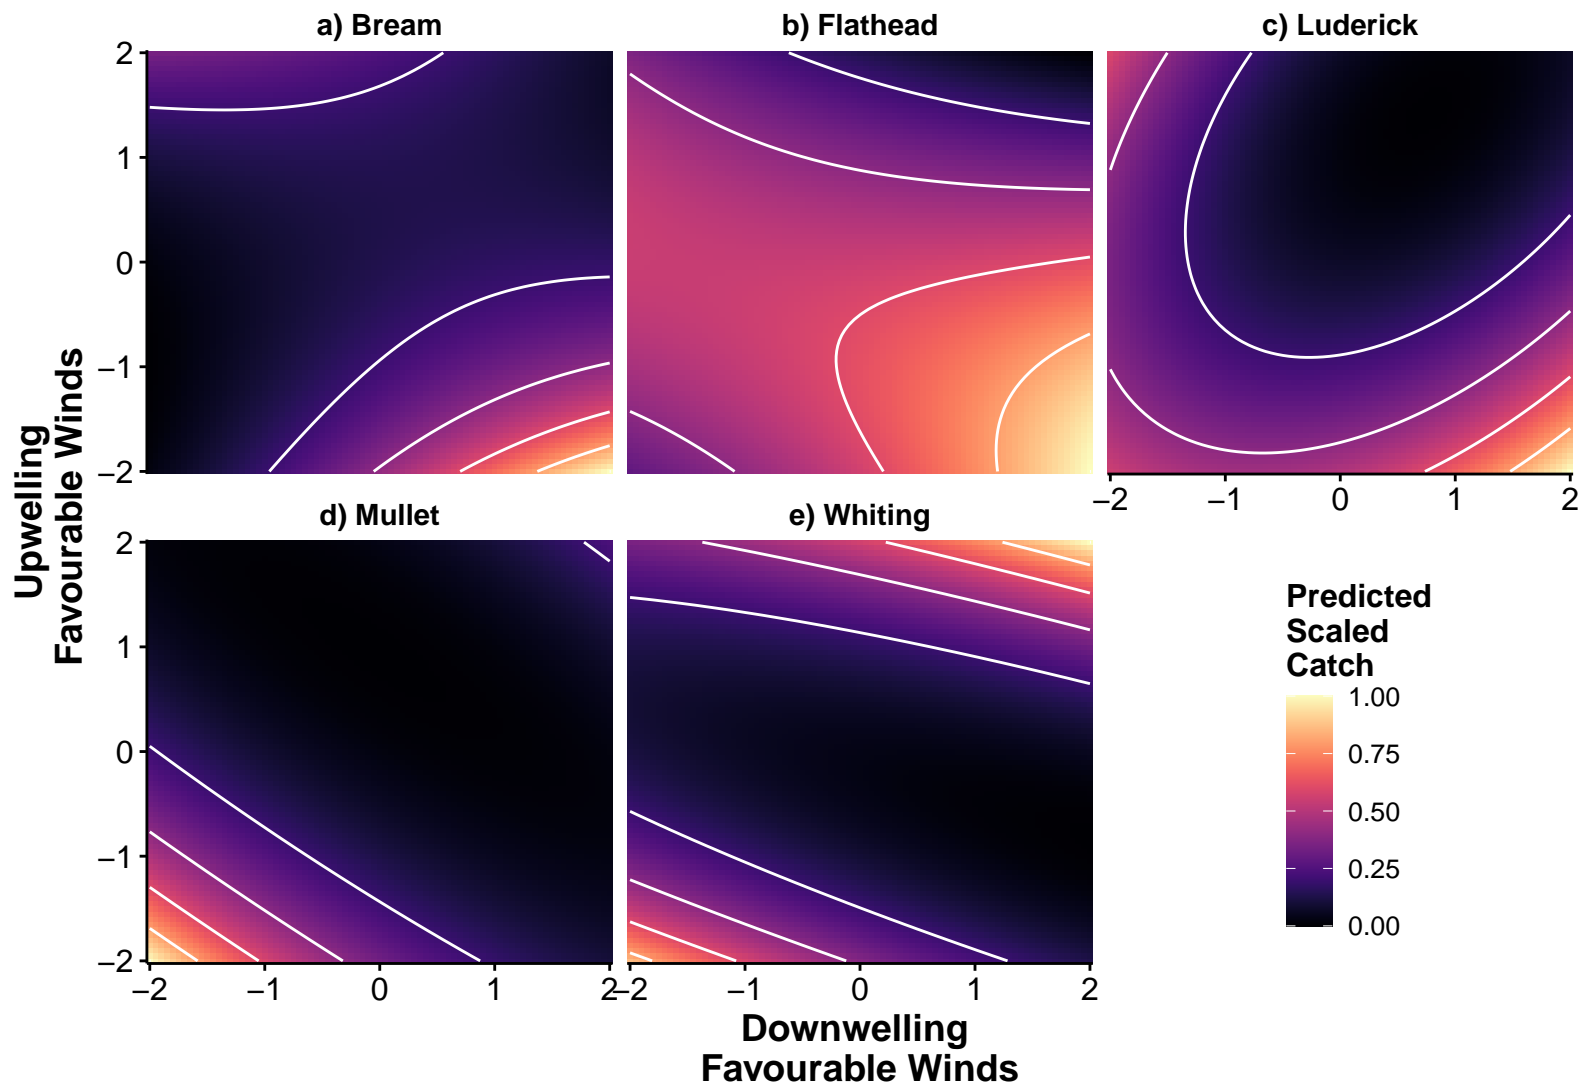 a) Bream
b) Flathead
c) Luderick
2
1
0
−1
−2
−2 −1 0 1 2
Upwelling
Favourable Winds
d) Mullet
e) Whiting
2
1
0
−1
−2
−2 −1 0 1 2
−2 −1 0 1 2
Downwelling
Favourable Winds
Predicted
Scaled
Catch
1.00
0.75
0.50
0.25
0.00